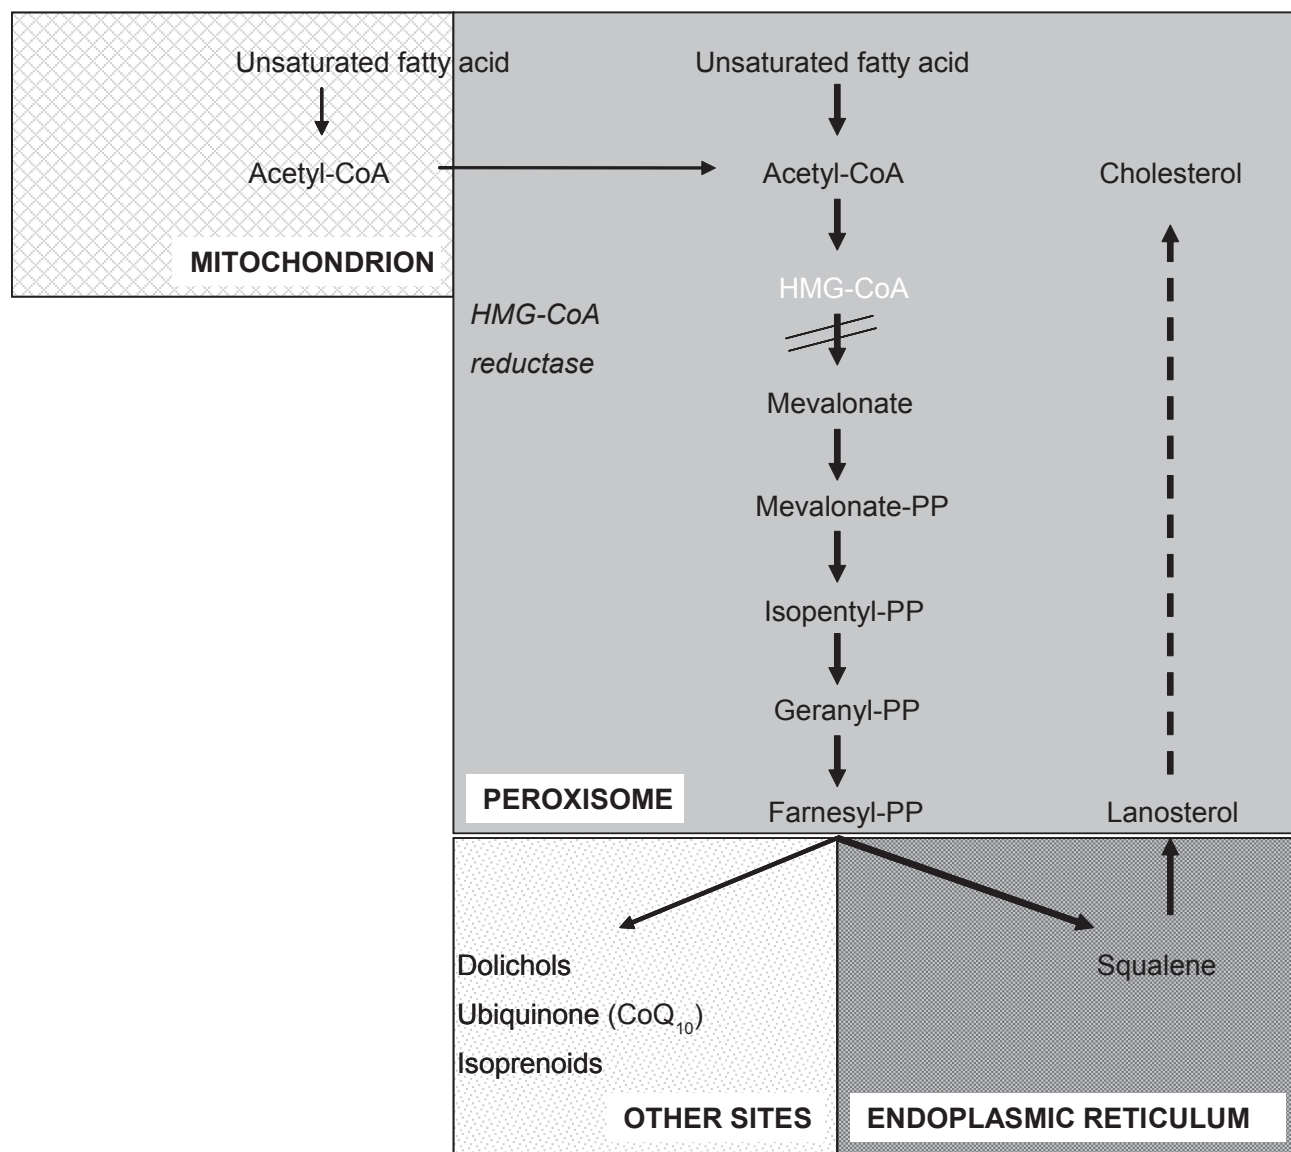 Unsaturated fatty acid
Unsaturated fatty acid
Acetyl-CoA
Acetyl-CoA
Cholesterol
MITOCHONDRION
HMG-CoA
HMG-CoA
reductase
Mevalonate
Mevalonate-PP
Isopentyl-PP
Geranyl-PP
PEROXISOME
Farnesyl-PP
Lanosterol
Dolichols
Squalene
Ubiquinone (CoQ10)
Isoprenoids
OTHER SITES
ENDOPLASMIC RETICULUM